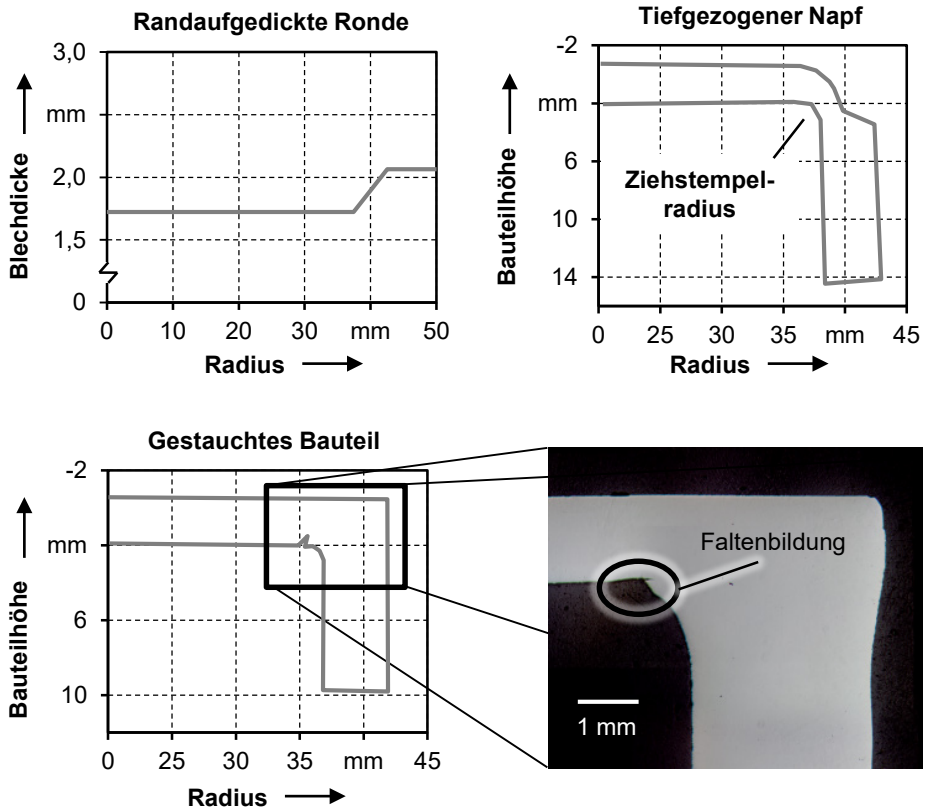 Randaufgedickte Ronde
3,0
mm
2,0
1,5
0
Blechdicke
0 10 20 30 mm 50
Radius
Tiefgezogener Napf
-2
mm
6
10
14
Bauteilhöhe
Ziehstempel-
radius
0 25 35 mm 45
Radius
Gestauchtes Bauteil
-2
mm
6
10
Bauteilhöhe
0 25 30 35 mm 45
Radius
Faltenbildung
1 mm